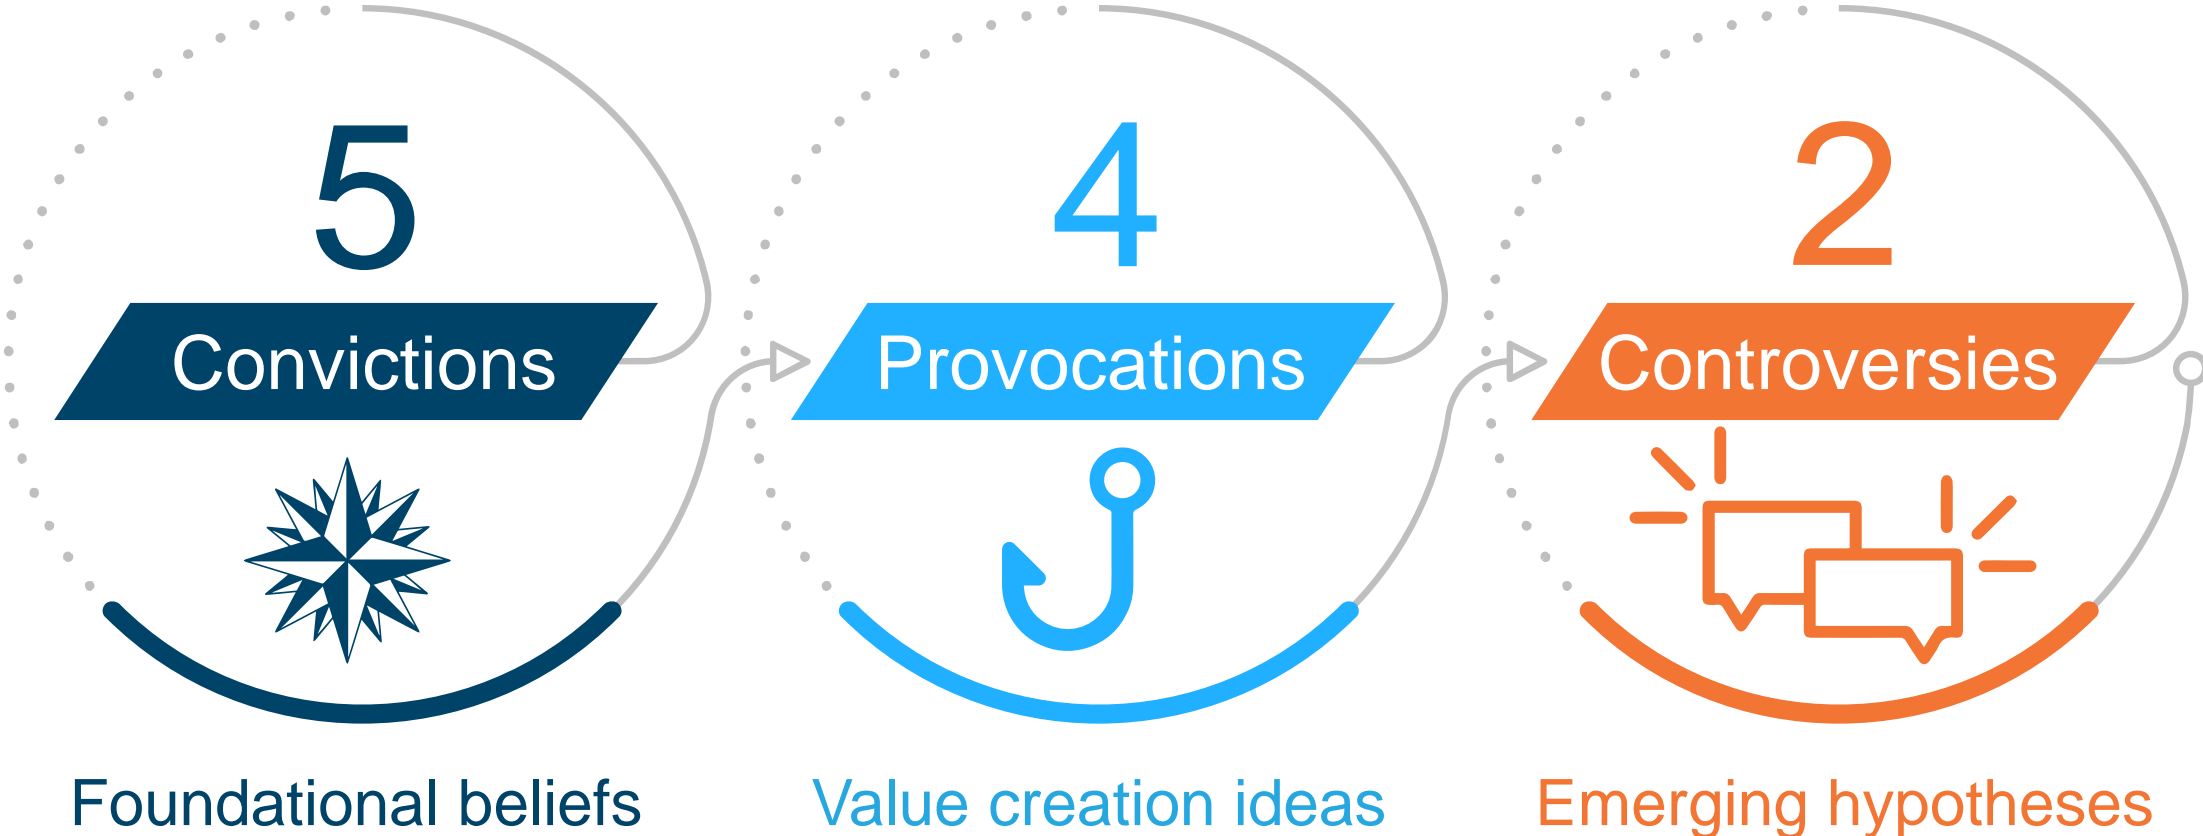 5
Convictions
Foundational beliefs
4
Provocations
Value creation ideas
2
Controversies
Emerging hypotheses